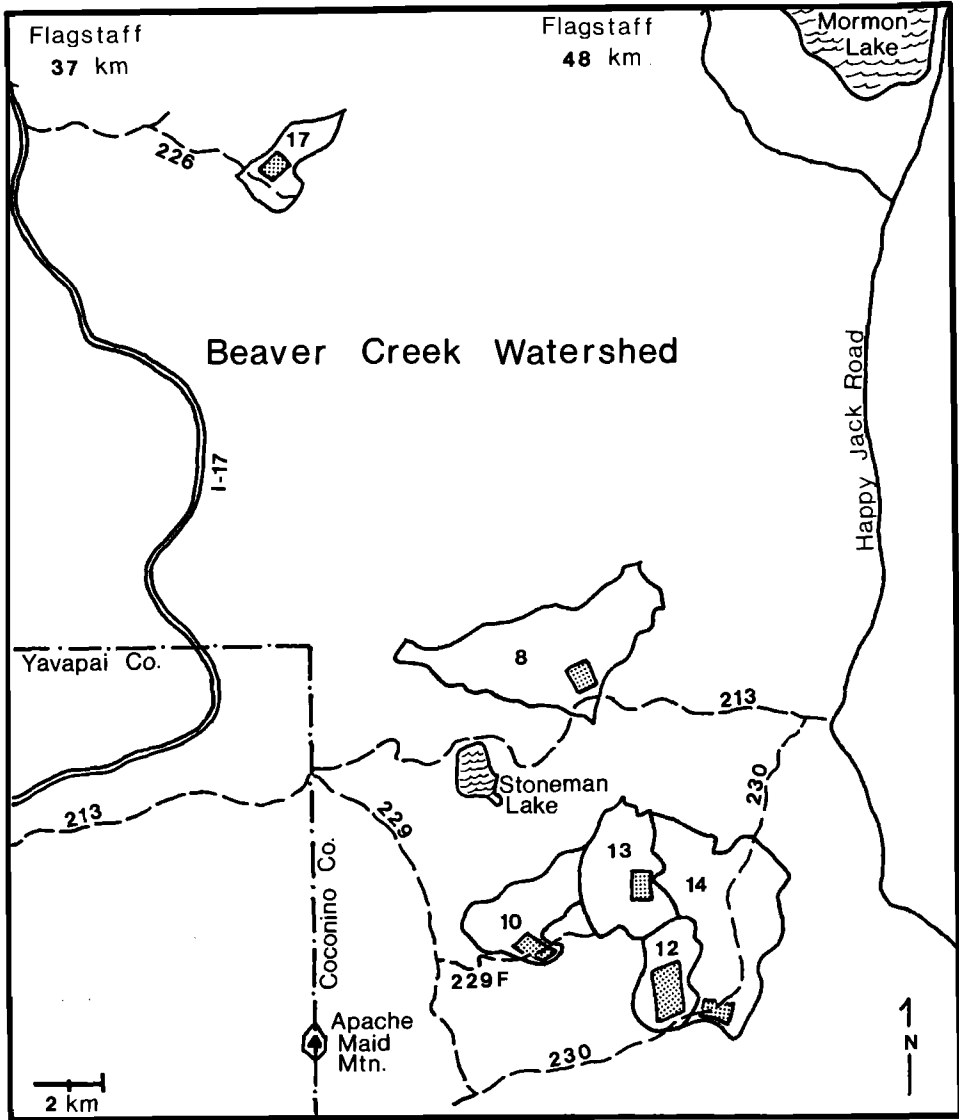 Flagstaff
37 km
Flagstaff
48 km
Mormon
Lake
17
226
Beaver Creek Watershed
Happy Jack Road
I-17
Yavapai Co.
8
213
Stoneman
Lake
230
213
229
13
14
Coconino Co.
10
12
229F
Apache
Maid
Mtn.
230
N
2 km